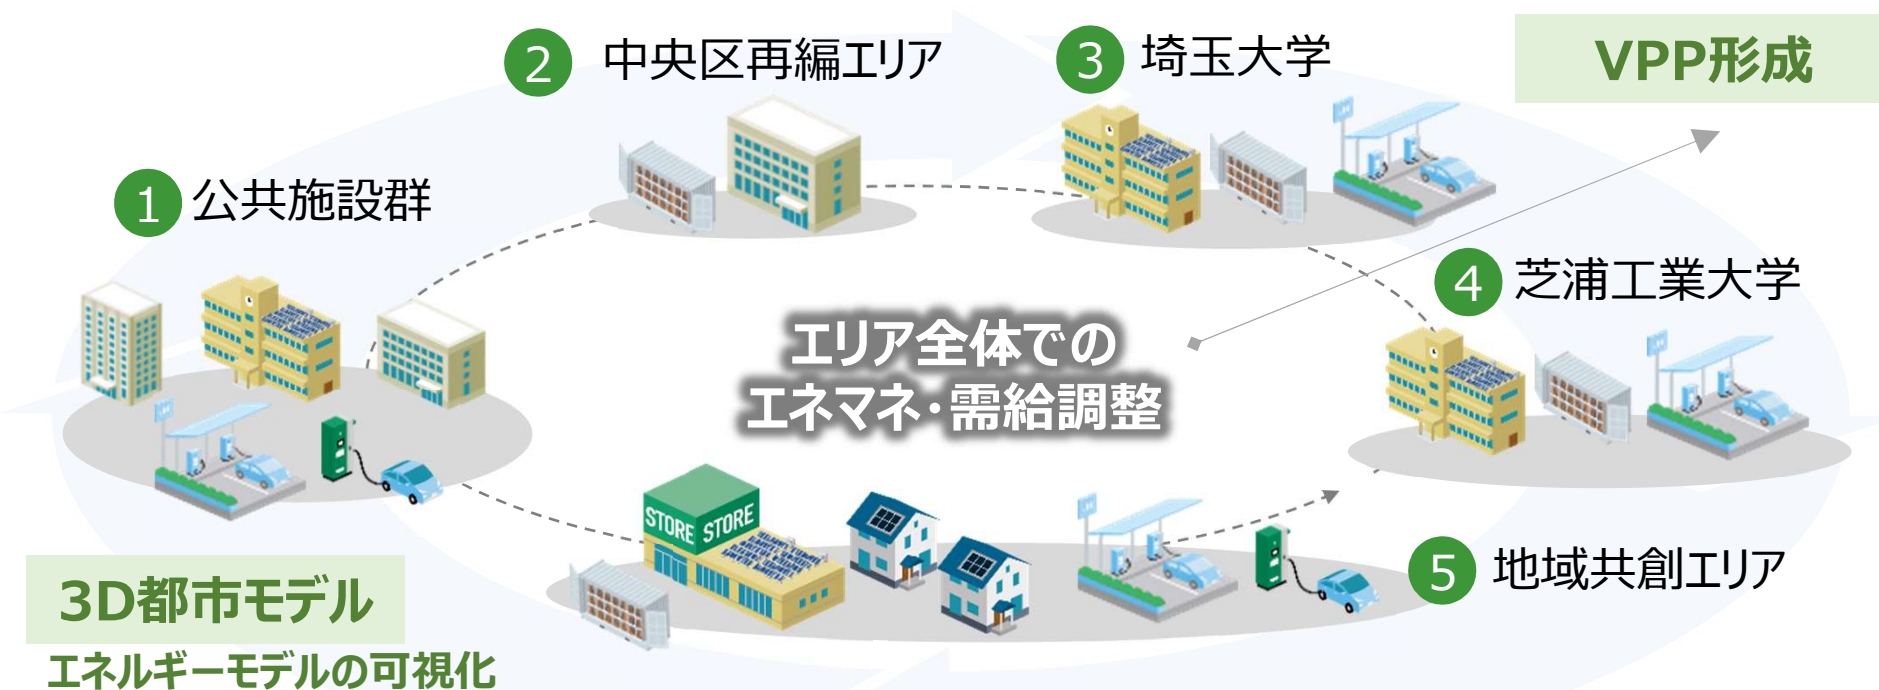 2 中央区再編エリア
3 埼玉大学
VPP形成
1 公共施設群
4 芝浦工業大学
エリア全体での
エネマネ・需給調整
STORE STORE
5 地域共創エリア
3D都市モデル
エネルギーモデルの可視化